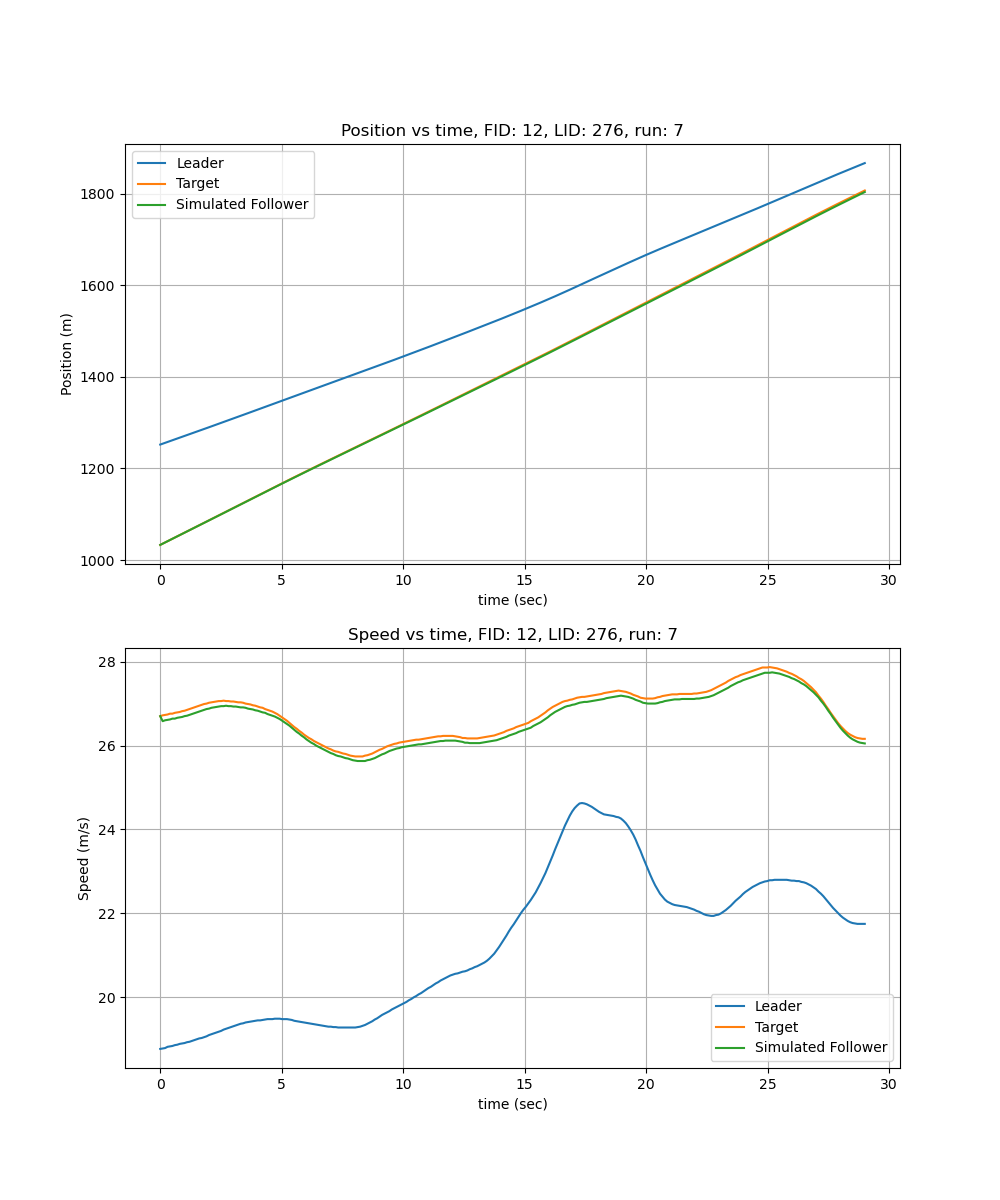 Position vs time, FID: 12, LID: 276, run: 7
Leader
Target
Simulated Follower
1800
1600
1400
1200
1000
Position (m)
0 5 10 15 20 25 30
time (sec)
Speed vs time, FID: 12, LID: 276, run: 7
28
26
24
22
20
Speed (m/s)
Leader
Target
Simulated Follower
0 5 10 15 20 25 30
time (sec)